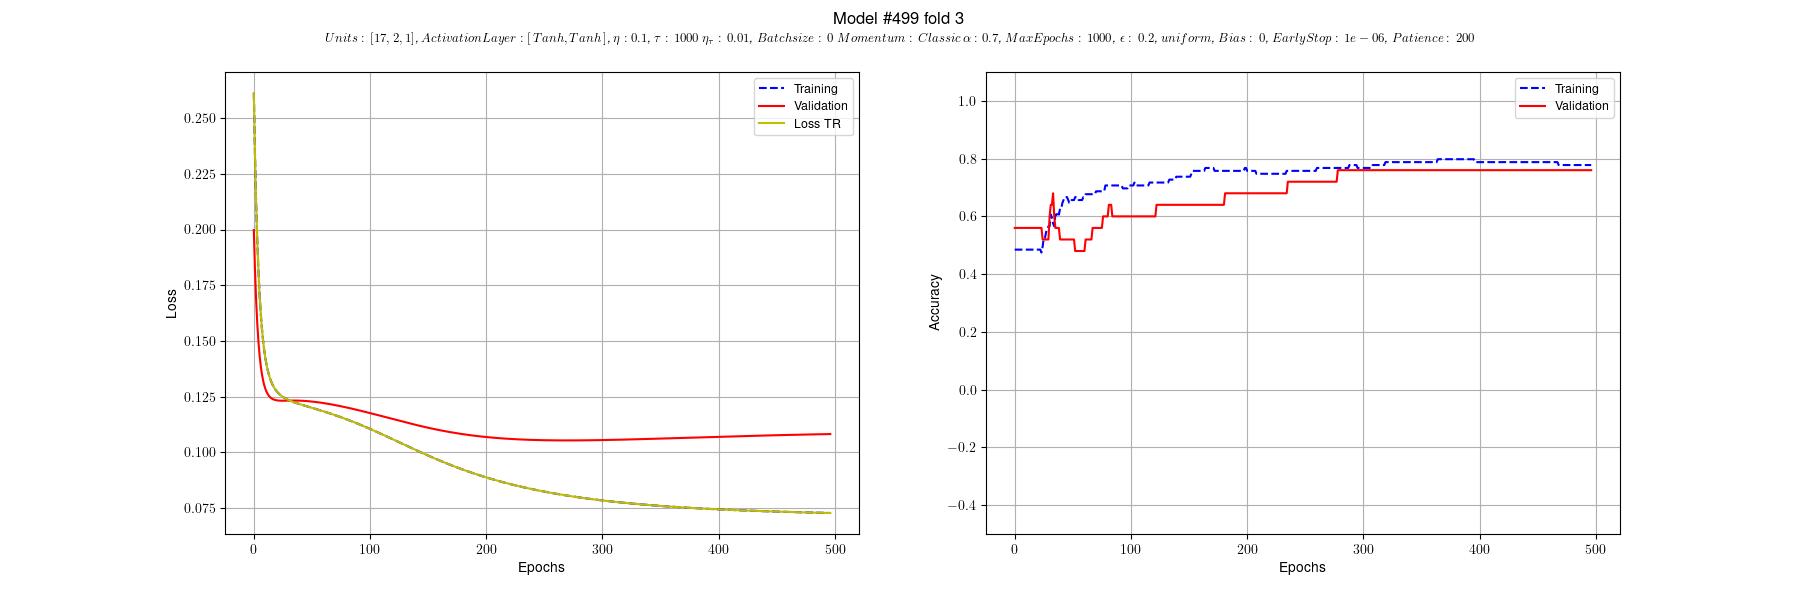 Model #499 fold 3
Units : [17, 2, 1], ActivationLayer : [Tanh, Tanh], η : 0.1, τ : 1000 ητ : 0.01, Batchsize : 0 Momentum : Classic α : 0.7, MaxEpochs : 1000, ϵ : 0.2, uniform, Bias : 0, EarlyStop : 1e − 06, Patience : 200
Training
Validation
Loss TR
0.250
0.225
0.200
0.175
0.150
0.125
0.100
0.075
Loss
0 100 200 300 400 500
Epochs
Training
Validation
1.0
0.8
0.6
0.4
0.2
0.0
−0.2
−0.4
Accuracy
0 100 200 300 400 500
Epochs